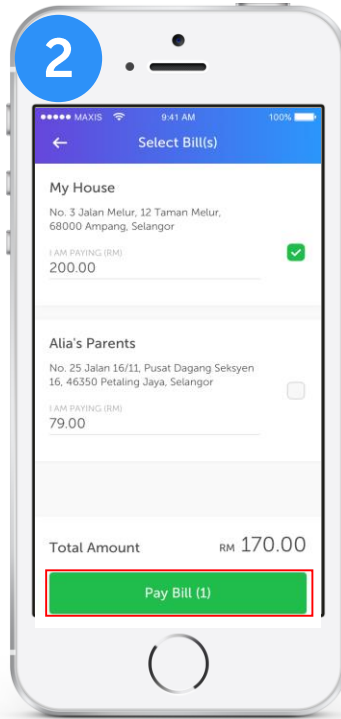 2
MAXIS 9:41 AM 100%
Select Bill(s)
My House
No. 3 Jalan Melur, 12 Taman Melur,
68000 Ampang, Selangor
I AM PAYING (RM)
200.00
Alia's Parents
No. 25 Jalan 16/11, Pusat Dagang Seksyen
16, 46350 Petaling Jaya, Selangor
I AM PAYING (RM)
79.00
Total Amount RM 170.00
Pay Bill (1)